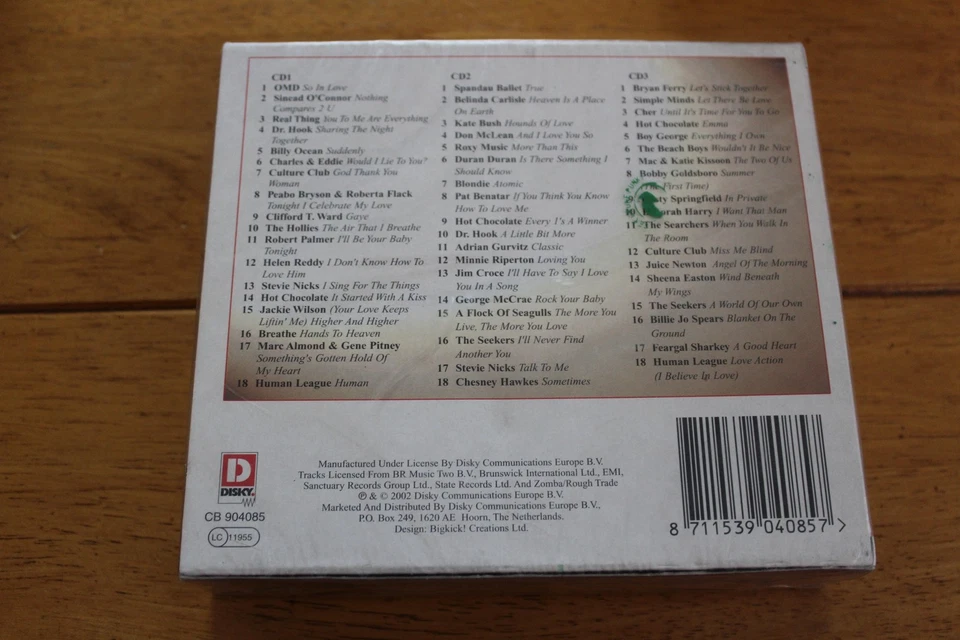 CD1
1 OMD So In Love
2 Sinead O'Connor Nothing
Compares 2 U
3 Real Thing You To Me Are Everything
4 Dr. Hook Sharing The Night
Together
5 Billy Ocean Suddenly
6 Charles & Eddie Would I Lie To You?
7 Culture Club God Thank You
Woman
8 Peabo Bryson & Roberta Flack
Tonight I Celebrate My Love
9 Clifford T. Ward Gaye
10 The Hollies The Air That I Breathe
11 Robert Palmer I'll Be Your Baby
Tonight
12 Helen Reddy I Don't Know How To
Love Him
13 Stevie Nicks I Sing For The Things
14 Hot Chocolate It Started With A Kiss
15 Jackie Wilson (Your Love Keeps
Liftin' Me) Higher And Higher
16 Breathe Hands To Heaven
17 Marc Almond & Gene Pitney
Something's Gotten Hold Of
My Heart
18 Human League Human
CD2
1 Spandau Ballet True
2 Belinda Carlisle Heaven Is A Place
On Earth
3 Kate Bush Hounds Of Love
4 Don McLean And I Love You So
5 Roxy Music More Than This
6 Duran Duran Is There Something I
Should Know
7 Blondie Atomic
8 Pat Benatar If You Think You Know
How To Love Me
9 Hot Chocolate Every 1's A Winner
10 Dr. Hook A Little Bit More
11 Adrian Gurvitz Classic
12 Minnie Riperton Loving You
13 Jim Croce I'll Have To Say I Love
You In A Song
14 George McCrae Rock Your Baby
15 A Flock Of Seagulls The More You
Live, The More You Love
16 The Seekers I'll Never Find
Another You
17 Stevie Nicks Talk To Me
18 Chesney Hawkes Sometimes
CD3
1 Bryan Ferry Let's Stick Together
2 Simple Minds Let There Be Love
3 Cher Until It's Time For You To Go
4 Hot Chocolate Emma
5 Boy George Everything I Own
6 The Beach Boys Wouldn't It Be Nice
7 Mac & Katie Kissoon The Two Of Us
8 Bobby Goldsboro Summer
(The First Time)
9 Dusty Springfield In Private
10 Deborah Harry I Want That Man
11 The Searchers When You Walk In
The Room
12 Culture Club Miss Me Blind
13 Juice Newton Angel Of The Morning
14 Sheena Easton Wind Beneath
My Wings
15 The Seekers A World Of Our Own
16 Billie Jo Spears Blanket On The
Ground
17 Feargal Sharkey A Good Heart
18 Human League Love Action
(I Believe In Love)
D
DISKY.
CB 904085
LC 11955
Manufactured Under License By Disky Communications Europe B.V.
Tracks Licensed From BR Music Two B.V., Brunswick International Ltd., EMI,
Sanctuary Records Group Ltd., State Records Ltd. And Zomba/Rough Trade
℗ & © 2002 Disky Communications Europe B.V.
Marketed And Distributed By Disky Communications Europe B.V.,
P.O. Box 249, 1620 AE Hoorn, The Netherlands.
Design: Bigkick! Creations Ltd.
8 711539 040857 >